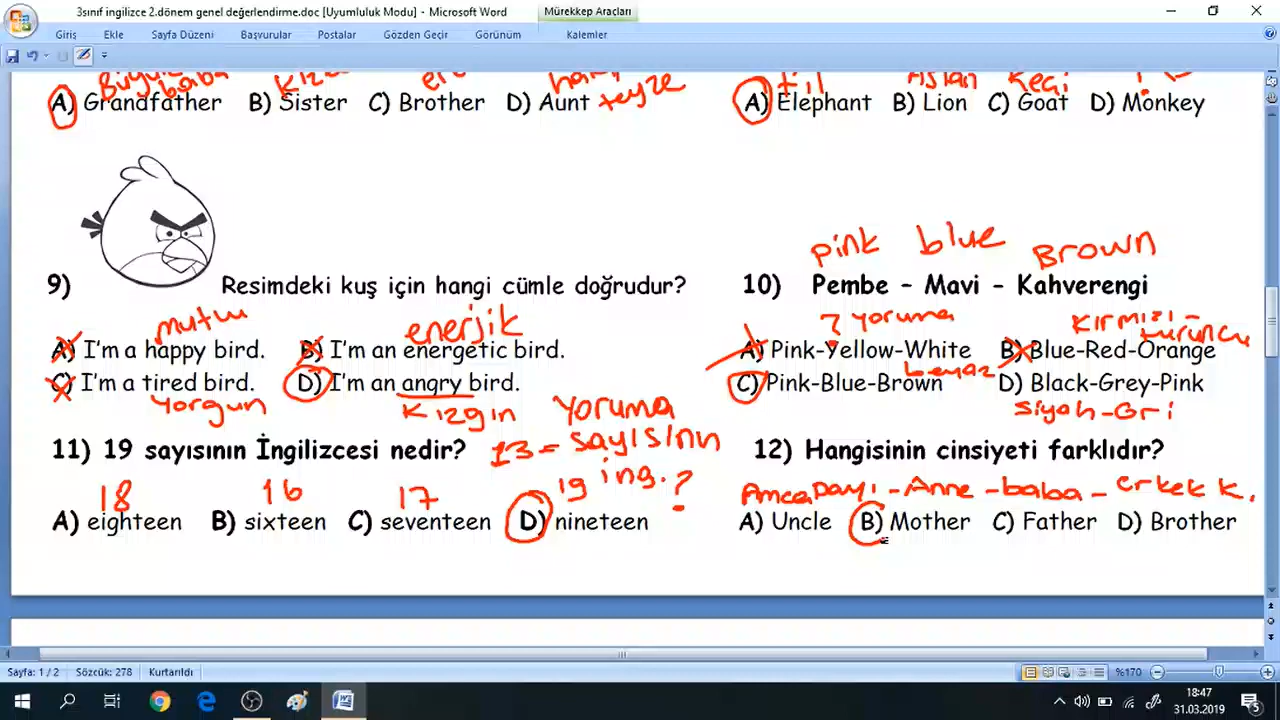 3sınıf ingilizce 2.dönem genel değerlendirme.doc [Uyumluluk Modu] - Microsoft Word
Mürekkep Araçları
Giriş Ekle Sayfa Düzeni Başvurular Postalar Gözden Geçir Görünüm Kalemler
baba teyze
A) Grandfather B) Sister C) Brother D) Aunt
fil Aslan Keçi ?
A) Elephant B) Lion C) Goat D) Monkey
9) Resimdeki kuş için hangi cümle doğrudur?
mutlu enerjik
A) I'm a happy bird. B) I'm an energetic bird.
C) I'm a tired bird. D) I'm an angry bird.
yorgun Kızgın
pink blue Brown
10) Pembe – Mavi – Kahverengi
? yoruma Kırmızı - turuncu
A) Pink-Yellow-White B) Blue-Red-Orange
beyaz
C) Pink-Blue-Brown D) Black-Grey-Pink
siyah-Gri
11) 19 sayısının İngilizcesi nedir?
Yoruma
13 = sayısının
19 ing. ?
18 16 17
A) eighteen B) sixteen C) seventeen D) nineteen
12) Hangisinin cinsiyeti farklıdır?
Amca Dayı - Anne - baba - erkek K.
A) Uncle B) Mother C) Father D) Brother
Sayfa: 1 / 2 Sözcük: 278 Kurtarıldı %170
18:47
31.03.2019
5